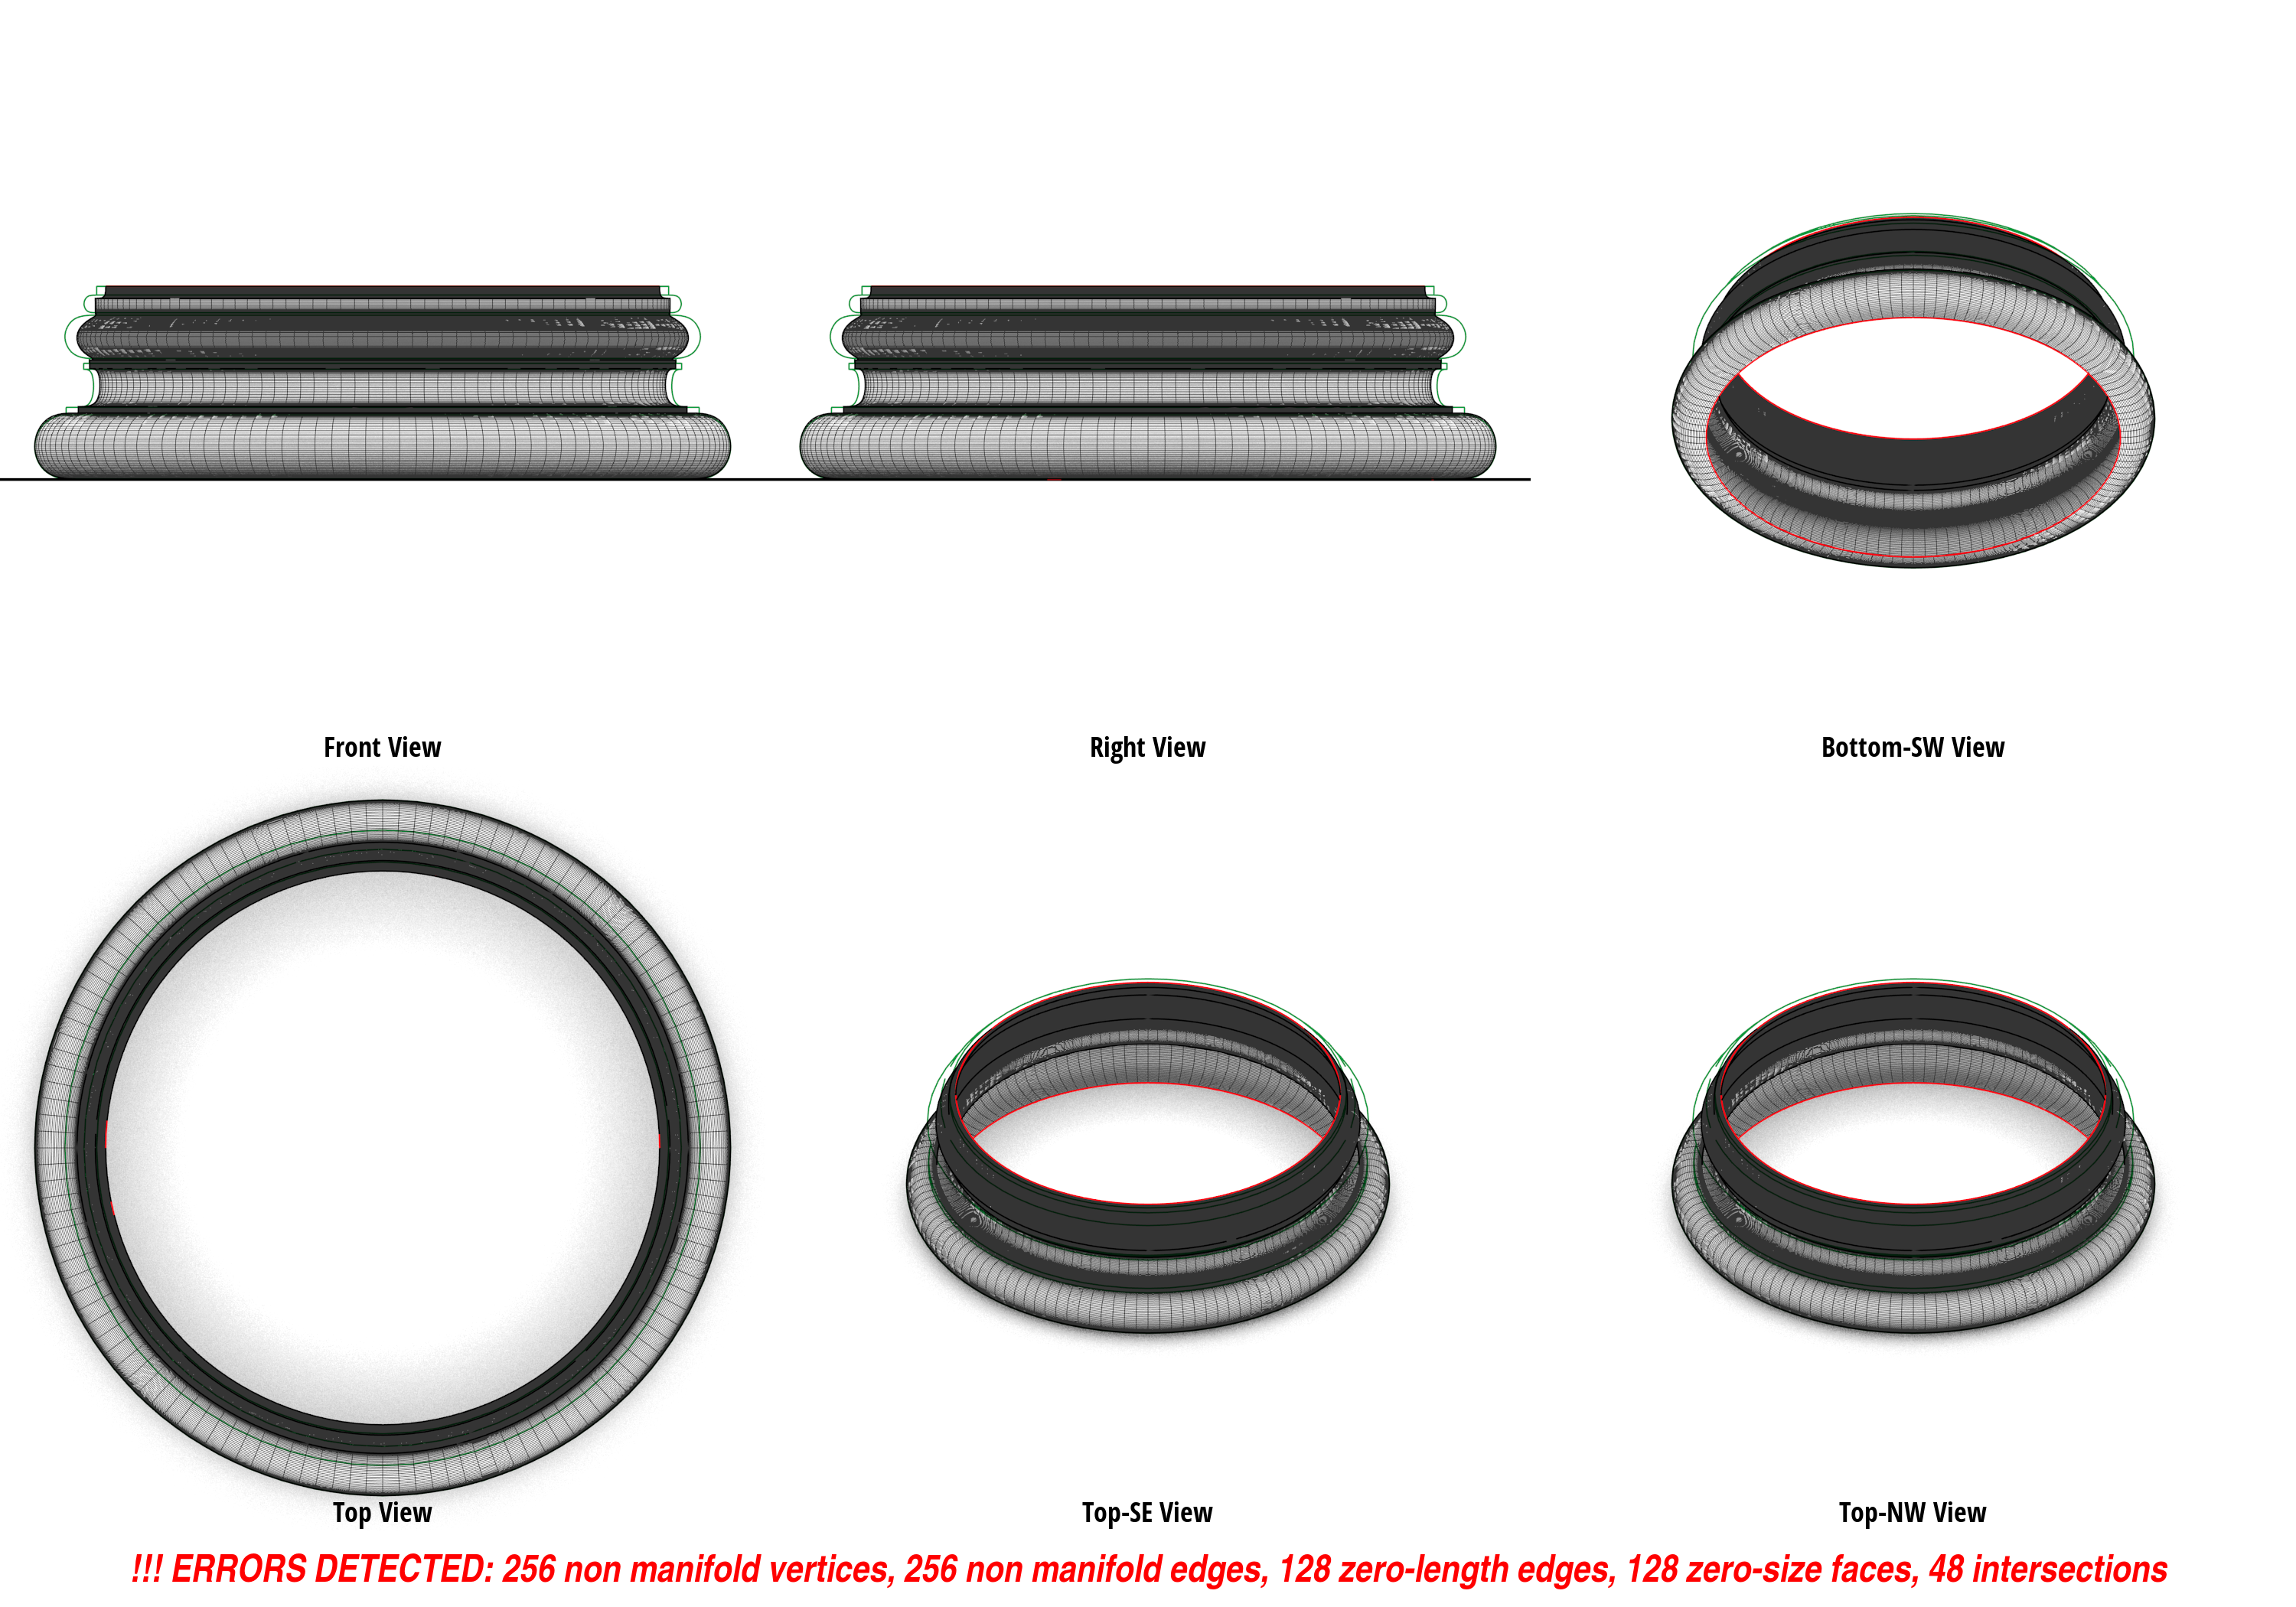 Front View
Right View
Bottom-SW View
Top View
Top-SE View
Top-NW View
!!! ERRORS DETECTED: 256 non manifold vertices, 256 non manifold edges, 128 zero-length edges, 128 zero-size faces, 48 intersections